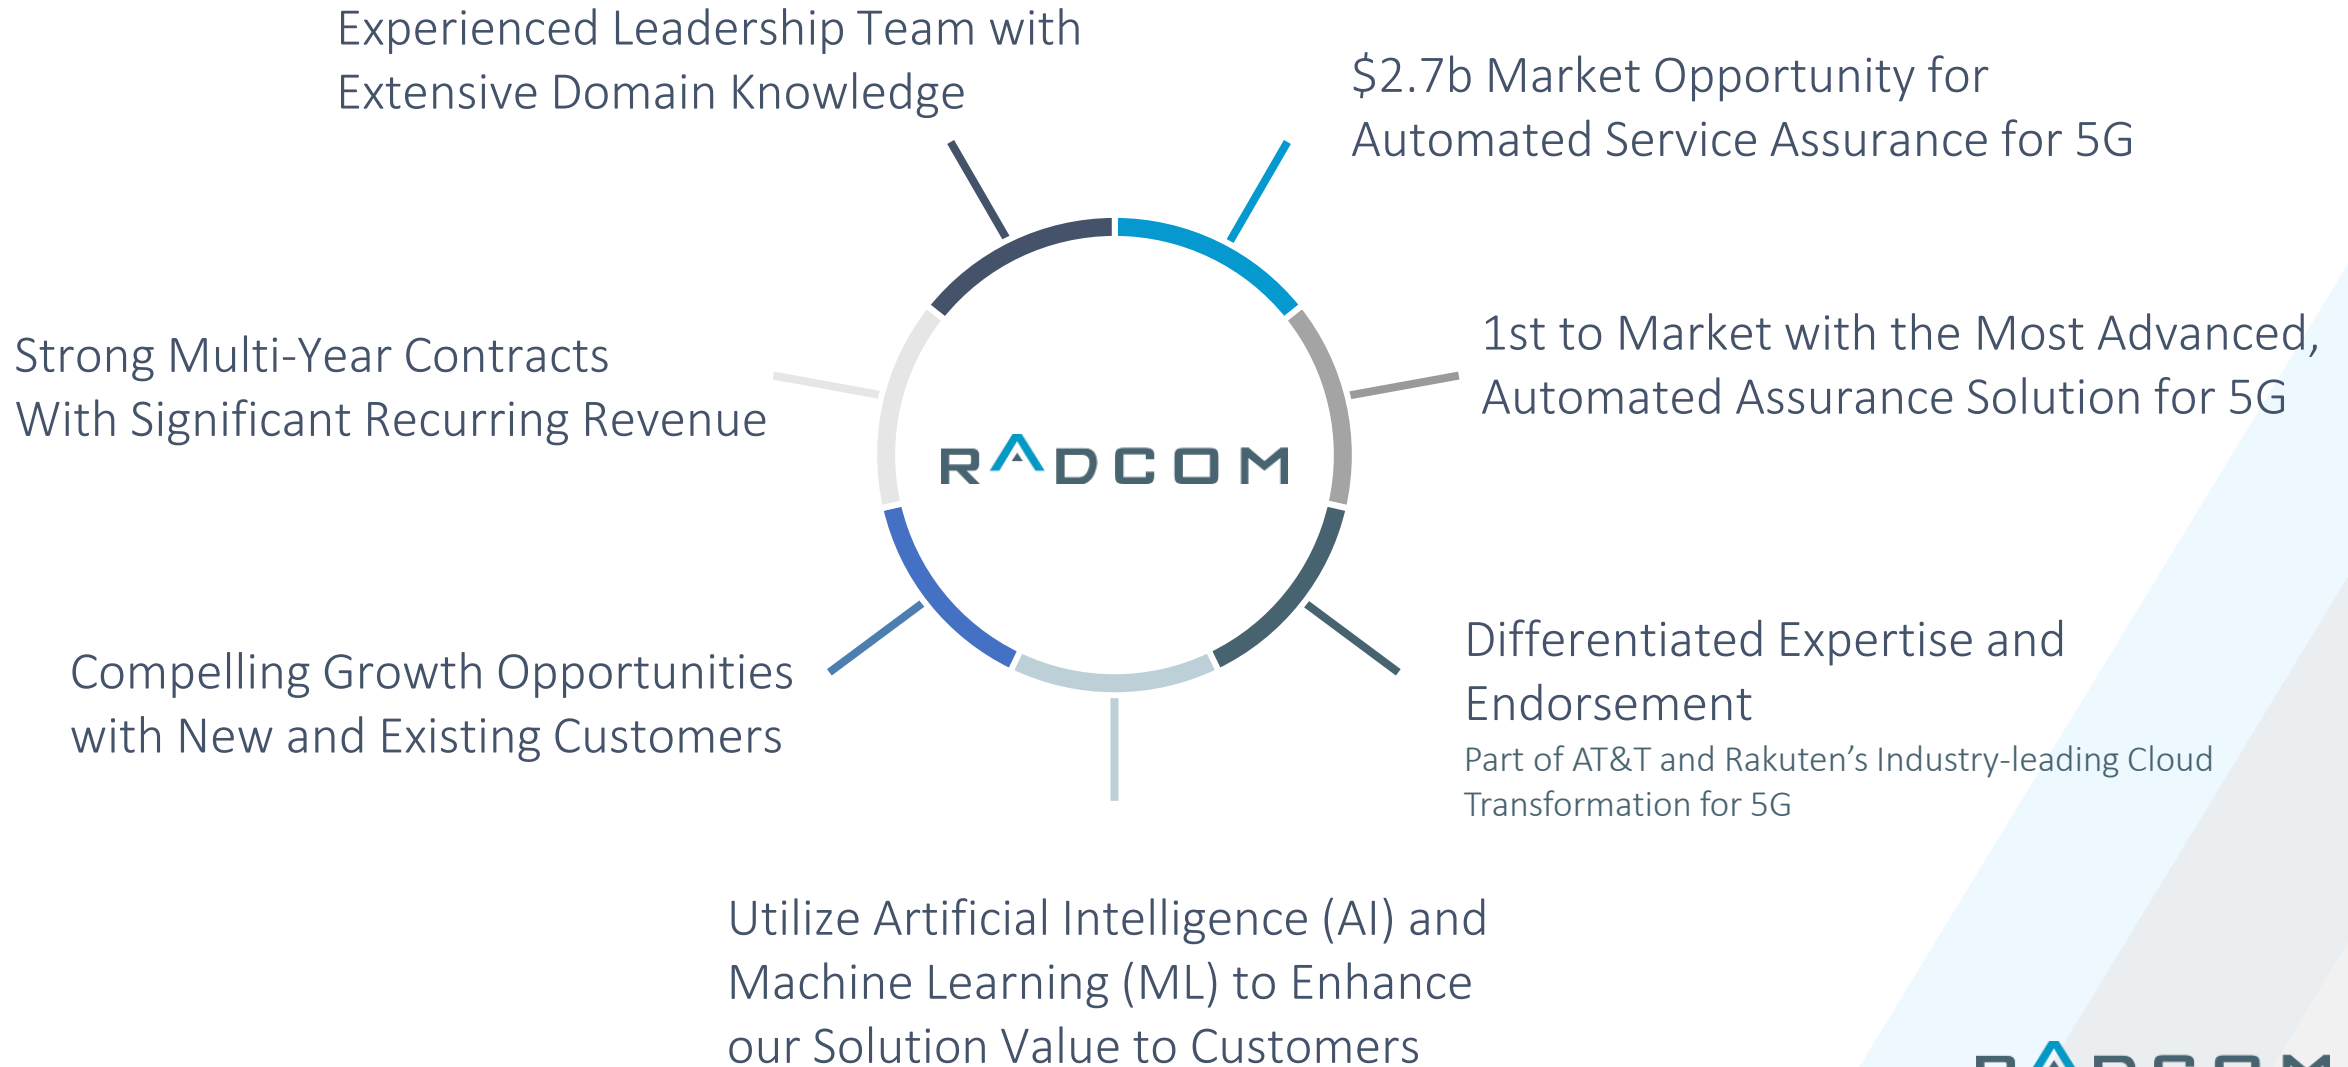 Experienced Leadership Team with
Extensive Domain Knowledge
$2.7b Market Opportunity for
Automated Service Assurance for 5G
1st to Market with the Most Advanced,
Automated Assurance Solution for 5G
Strong Multi-Year Contracts
With Significant Recurring Revenue
RADCOM
Differentiated Expertise and
Endorsement
Part of AT&T and Rakuten’s Industry-leading Cloud
Transformation for 5G
Compelling Growth Opportunities
with New and Existing Customers
Utilize Artificial Intelligence (AI) and
Machine Learning (ML) to Enhance
our Solution Value to Customers
RADCOM